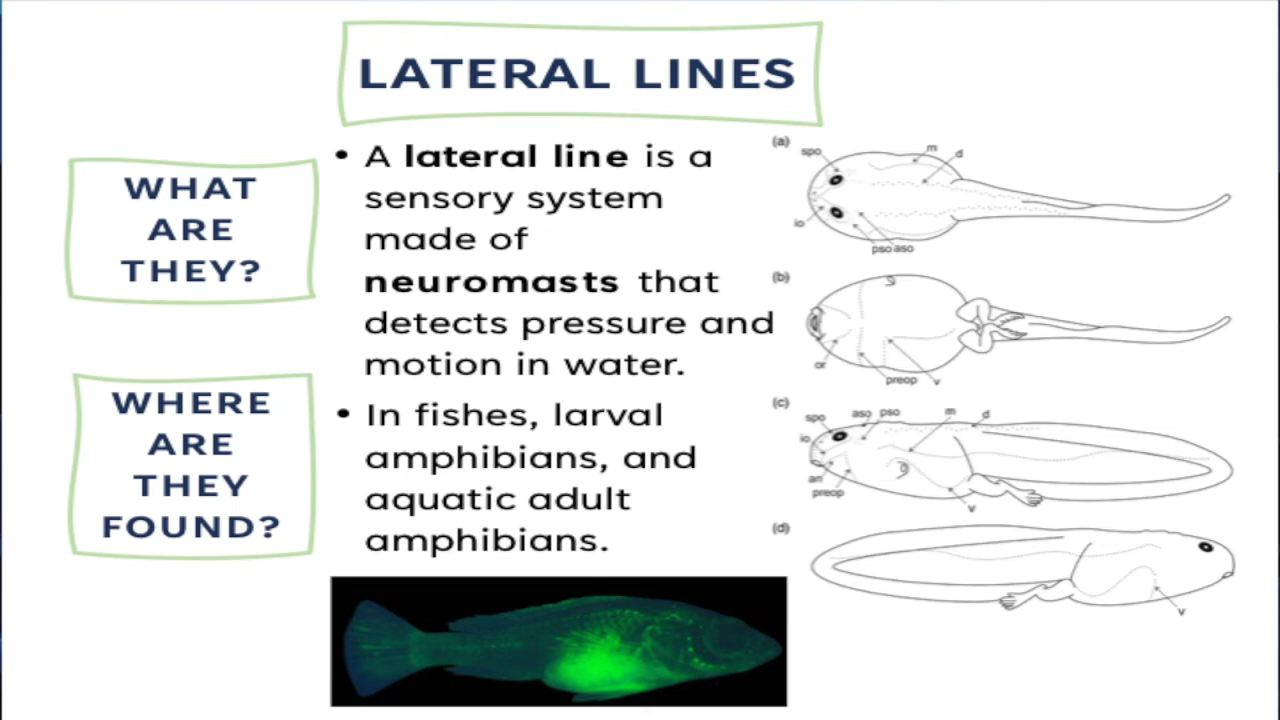 LATERAL LINES
WHAT
ARE
THEY?
• A lateral line is a
sensory system
made of
neuromasts that
detects pressure and
motion in water.
WHERE
ARE
THEY
FOUND?
• In fishes, larval
amphibians, and
aquatic adult
amphibians.
(a)
spo
m
d
io
pso aso
(b)
or
preop
v
(c)
spo
aso
pso
m
d
io
an
preop
v
(d)
v